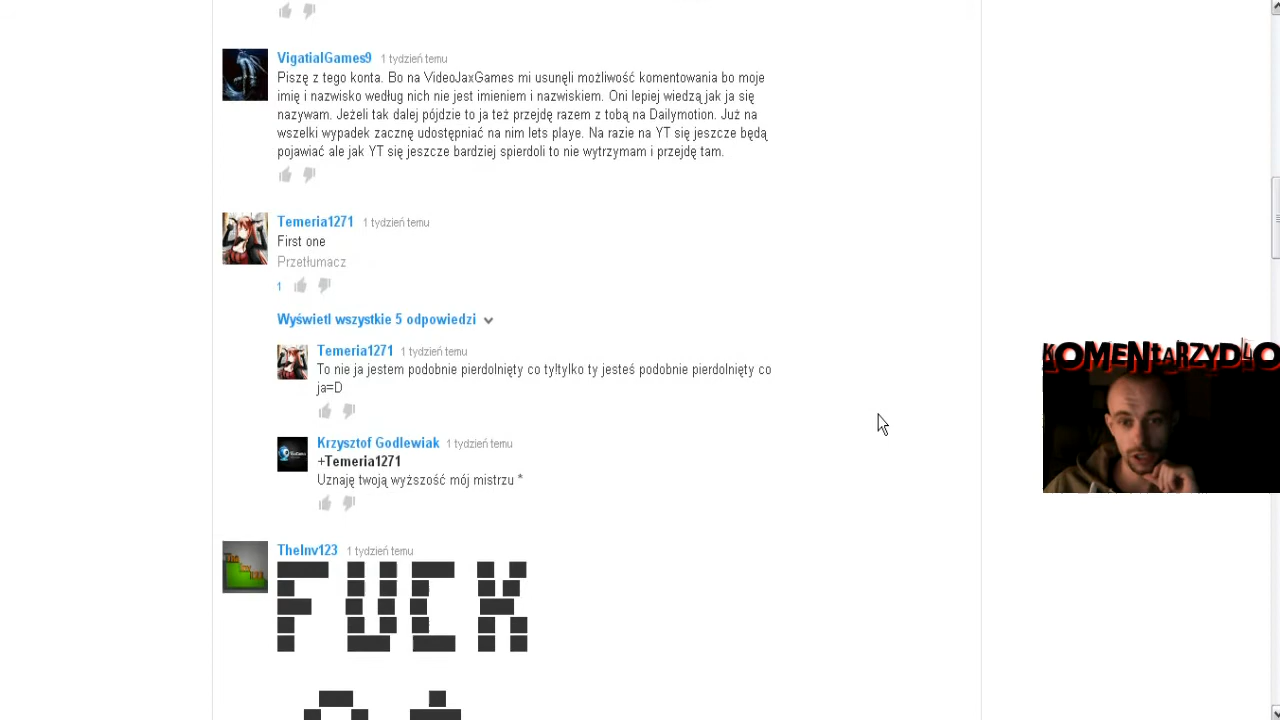 VigatialGames9 1 tydzień temu
Piszę z tego konta. Bo na VideoJaxGames mi usunęli możliwość komentowania bo moje
imię i nazwisko według nich nie jest imieniem i nazwiskiem. Oni lepiej wiedzą jak ja się
nazywam. Jeżeli tak dalej pójdzie to ja też przejdę razem z tobą na Dailymotion. Już na
wszelki wypadek zacznę udostępniać na nim lets playe. Na razie na YT się jeszcze będą
pojawiać ale jak YT się jeszcze bardziej spierdoli to nie wytrzymam i przejdę tam.
Temeria1271 1 tydzień temu
First one
Przetłumacz
1
Wyświetl wszystkie 5 odpowiedzi
Temeria1271 1 tydzień temu
To nie ja jestem podobnie pierdolnięty co ty!tylko ty jesteś podobnie pierdolnięty co
ja=D
Krzysztof Godlewiak 1 tydzień temu
+Temeria1271
Uznaję twoją wyższość mój mistrzu *
TheInv123 1 tydzień temu
FUCK
KOMENtARZYDŁO